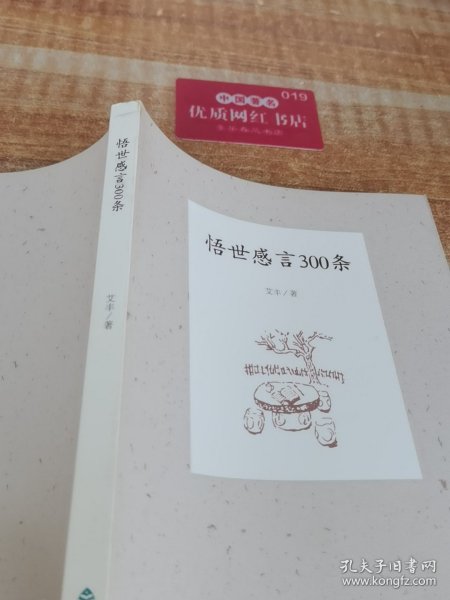 中国著名
019
优质网红书店
悟世感言300条
艾丰/著
悟世感言300条
艾丰/著
孔夫子旧书网
www.kongfz.com